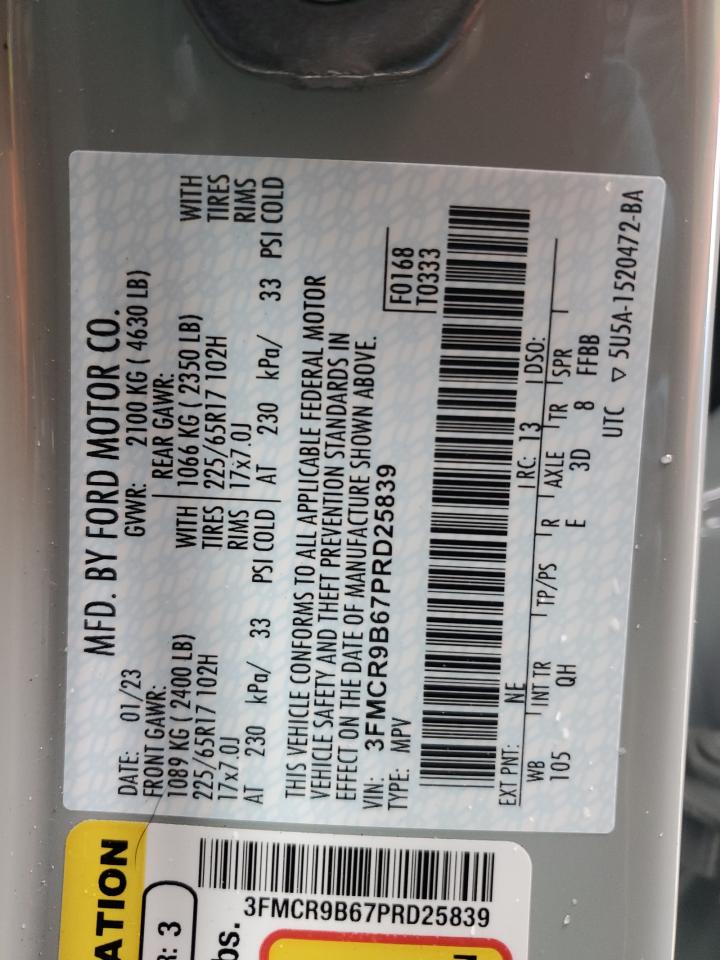 MFD. BY FORD MOTOR CO.
DATE: 01/23 GVWR: 2100 KG ( 4630 LB)
FRONT GAWR: REAR GAWR:
1089 KG ( 2400 LB) WITH 1066 KG ( 2350 LB) WITH
225/65R17 102H TIRES 225/65R17 102H TIRES
17x7.0J RIMS 17x7.0J RIMS
AT 230 kPa/ 33 PSI COLD AT 230 kPa/ 33 PSI COLD
THIS VEHICLE CONFORMS TO ALL APPLICABLE FEDERAL MOTOR
VEHICLE SAFETY AND THEFT PREVENTION STANDARDS IN
EFFECT ON THE DATE OF MANUFACTURE SHOWN ABOVE.
VIN: 3FMCR9B67PRD25839
TYPE: MPV
F0168
T0333
EXT PNT: NE RC: 13 DSO:
WB INT TR TP/PS R AXLE TR SPR
105 QH E 3D 8 FFBB
UTC ▽ 5U5A-1520472-BA
ATION
R: 3
bs.
3FMCR9B67PRD25839